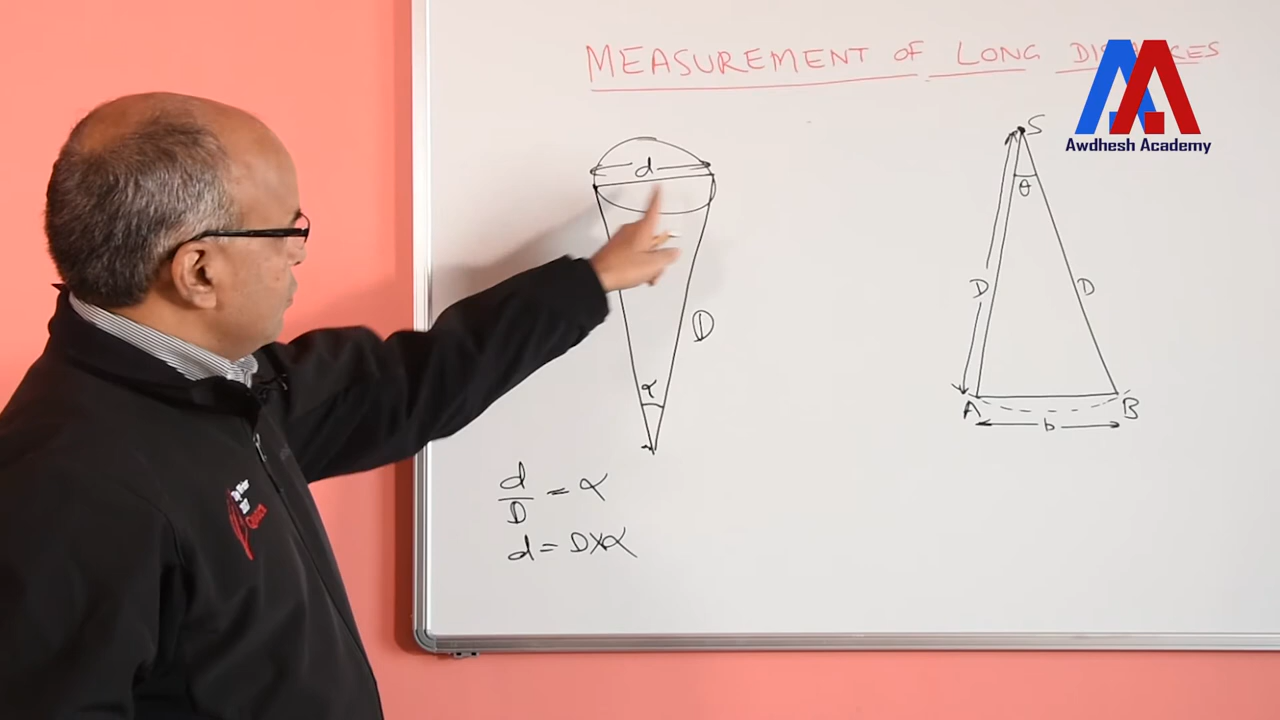 MEASUREMENT OF LONG DISTANCES
Awdhesh Academy
d
D
α
d/D = α
d = D×α
S
θ
D
D
A
B
b